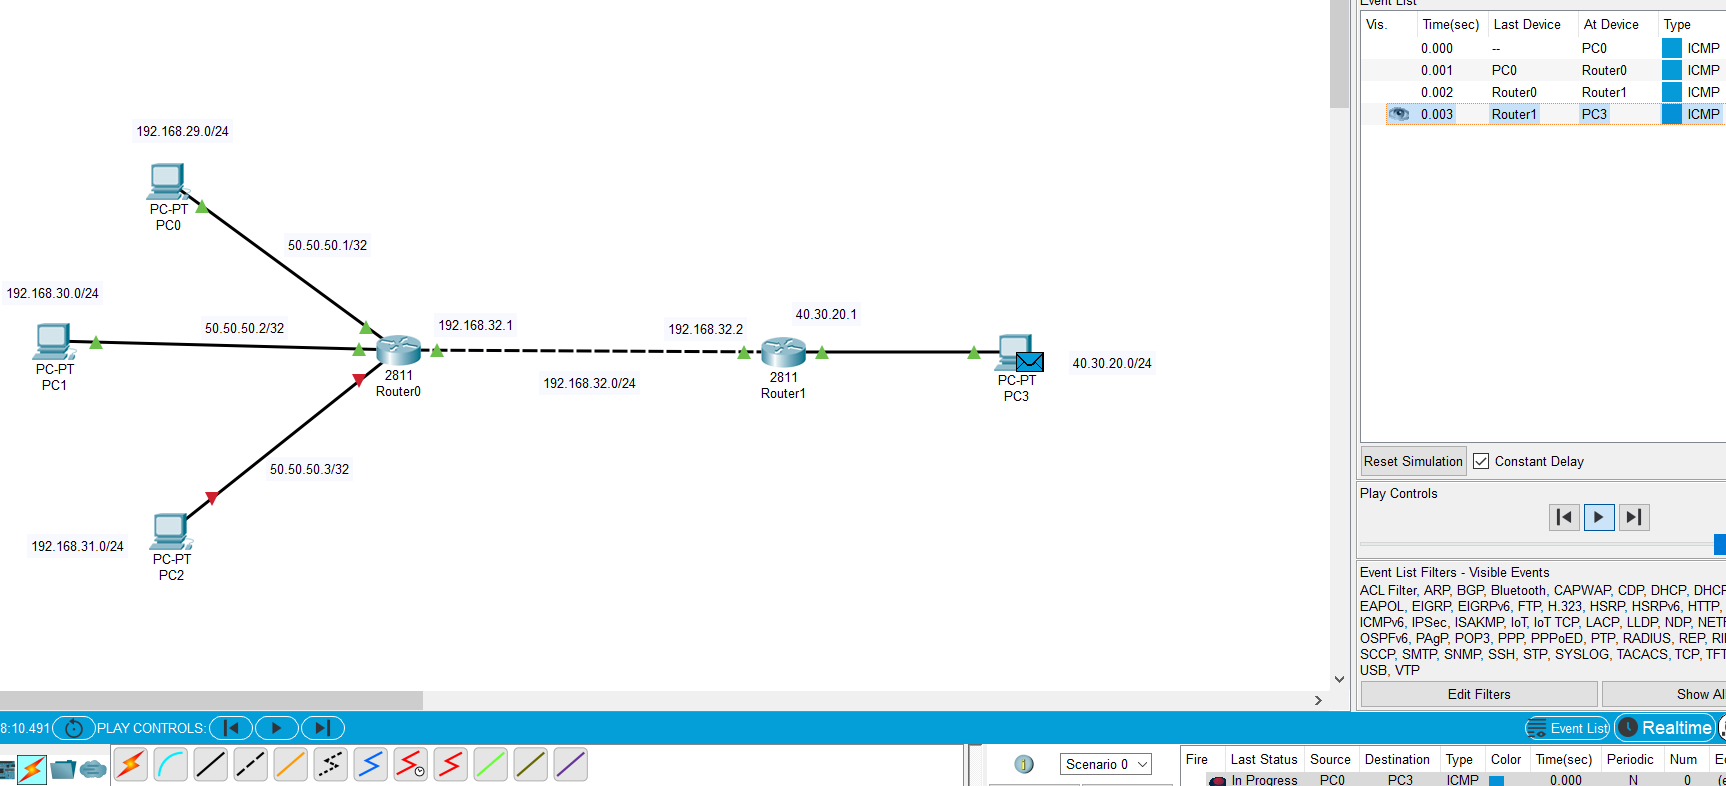 192.168.29.0/24
PC-PT
PC0
50.50.50.1/32
192.168.30.0/24
50.50.50.2/32
PC-PT
PC1
192.168.32.1
2811
Router0
192.168.32.0/24
192.168.32.2
40.30.20.1
2811
Router1
PC-PT
PC3
40.30.20.0/24
50.50.50.3/32
192.168.31.0/24
PC-PT
PC2
Event List
Vis. Time(sec) Last Device At Device Type
0.000 -- PC0 ICMP
0.001 PC0 Router0 ICMP
0.002 Router0 Router1 ICMP
0.003 Router1 PC3 ICMP
Reset Simulation Constant Delay
Play Controls
Event List Filters - Visible Events
ACL Filter, ARP, BGP, Bluetooth, CAPWAP, CDP, DHCP, DHCP
EAPOL, EIGRP, EIGRPv6, FTP, H.323, HSRP, HSRPv6, HTTP,
ICMPv6, IPSec, ISAKMP, IoT, IoT TCP, LACP, LLDP, NDP, NETF
OSPFv6, PAgP, POP3, PPP, PPPoED, PTP, RADIUS, REP, RI
SCCP, SMTP, SNMP, SSH, STP, SYSLOG, TACACS, TCP, TFT
USB, VTP
Edit Filters Show Al
8:10.491 PLAY CONTROLS: Event List Realtime
Scenario 0
Fire Last Status Source Destination Type Color Time(sec) Periodic Num
In Progress PC0 PC3 ICMP 0.000 N 0